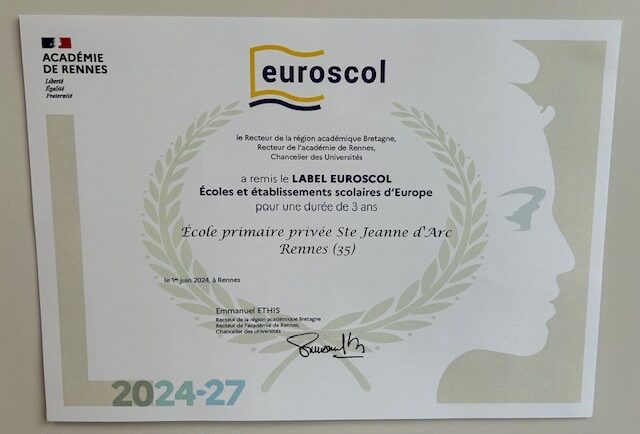 ACADÉMIE
DE RENNES
Liberté
Égalité
Fraternité
euroscol
le Recteur de la région académique Bretagne,
Recteur de l'académie de Rennes,
Chancelier des Universités
a remis le LABEL EUROSCOL
Écoles et établissements scolaires d'Europe
pour une durée de 3 ans
École primaire privée Ste Jeanne d'Arc
Rennes (35)
le 1er juin 2024, à Rennes
Emmanuel ETHIS
Recteur de la région académique Bretagne
Recteur de l'académie de Rennes,
Chancelier des universités
2024-27